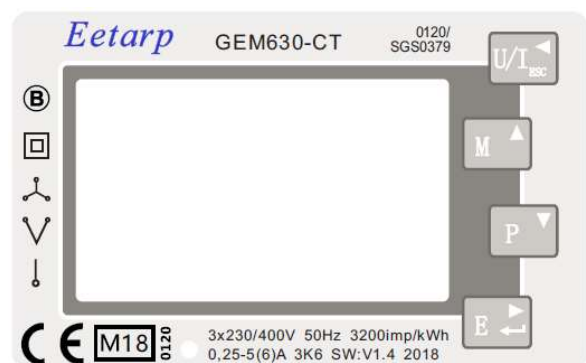 Eetarp GEM630-CT 0120/
SGS0379
U/I ESC
B
M
P
E
CE M18 0120
3x230/400V 50Hz 3200imp/kWh
0,25-5(6)A 3K6 SW:V1.4 2018